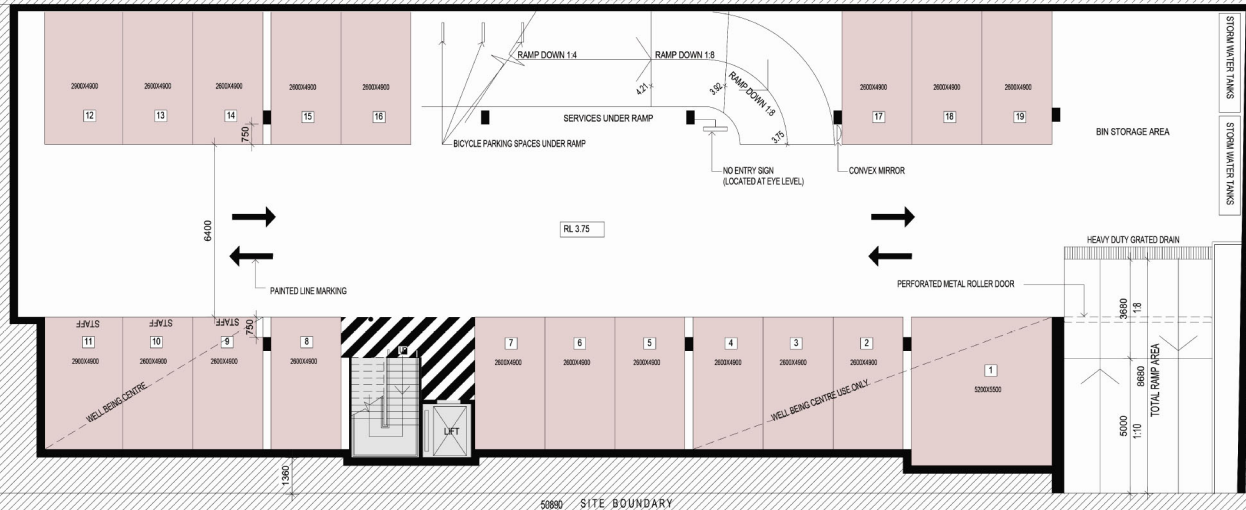 2900X4900
12
2600X4900
13
2600X4900
14
2600X4900
15
2600X4900
16
750
RAMP DOWN 1:4
RAMP DOWN 1:8
RAMP DOWN 1:8
4.21
3.92
3.75
SERVICES UNDER RAMP
BICYCLE PARKING SPACES UNDER RAMP
NO ENTRY SIGN
(LOCATED AT EYE LEVEL)
CONVEX MIRROR
2600X4900
17
2600X4900
18
2600X4900
19
BIN STORAGE AREA
STORM WATER TANKS
STORM WATER TANKS
6400
RL 3.75
PAINTED LINE MARKING
HEAVY DUTY GRATED DRAIN
PERFORATED METAL ROLLER DOOR
STAFF
11
2900X4900
STAFF
10
2600X4900
STAFF
9
2600X4900
750
8
2600X4900
WELL BEING CENTRE
LIFT
7
2600X4900
6
2600X4900
5
2600X4900
4
2600X4900
3
2600X4900
2
2600X4900
WELL BEING CENTRE USE ONLY
1
5200X5500
3680
1:8
8680
TOTAL RAMP AREA
5000
1:10
1360
50890 SITE BOUNDARY